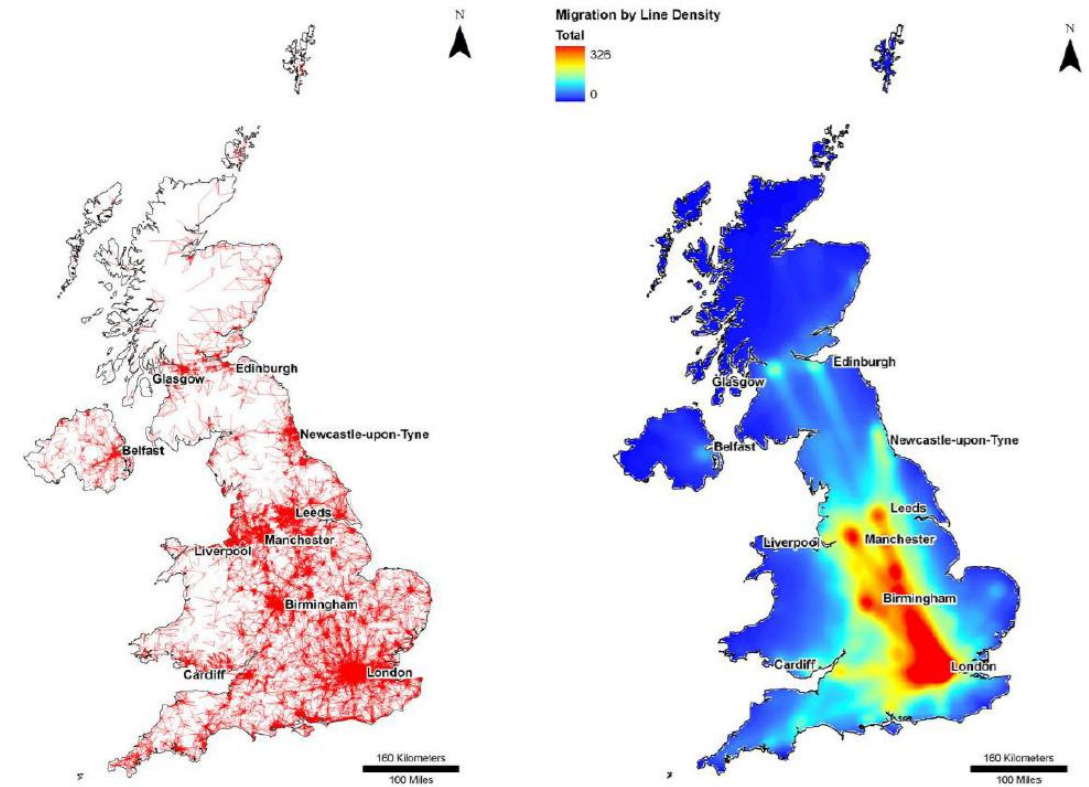 N
Glasgow
Edinburgh
Newcastle-upon-Tyne
Belfast
Leeds
Manchester
Liverpool
Birmingham
Cardiff
London
160 Kilometers
100 Miles
Migration by Line Density
Total
326
0
N
Edinburgh
Glasgow
Newcastle-upon-Tyne
Belfast
Leeds
Manchester
Liverpool
Birmingham
Cardiff
London
160 Kilometers
100 Miles